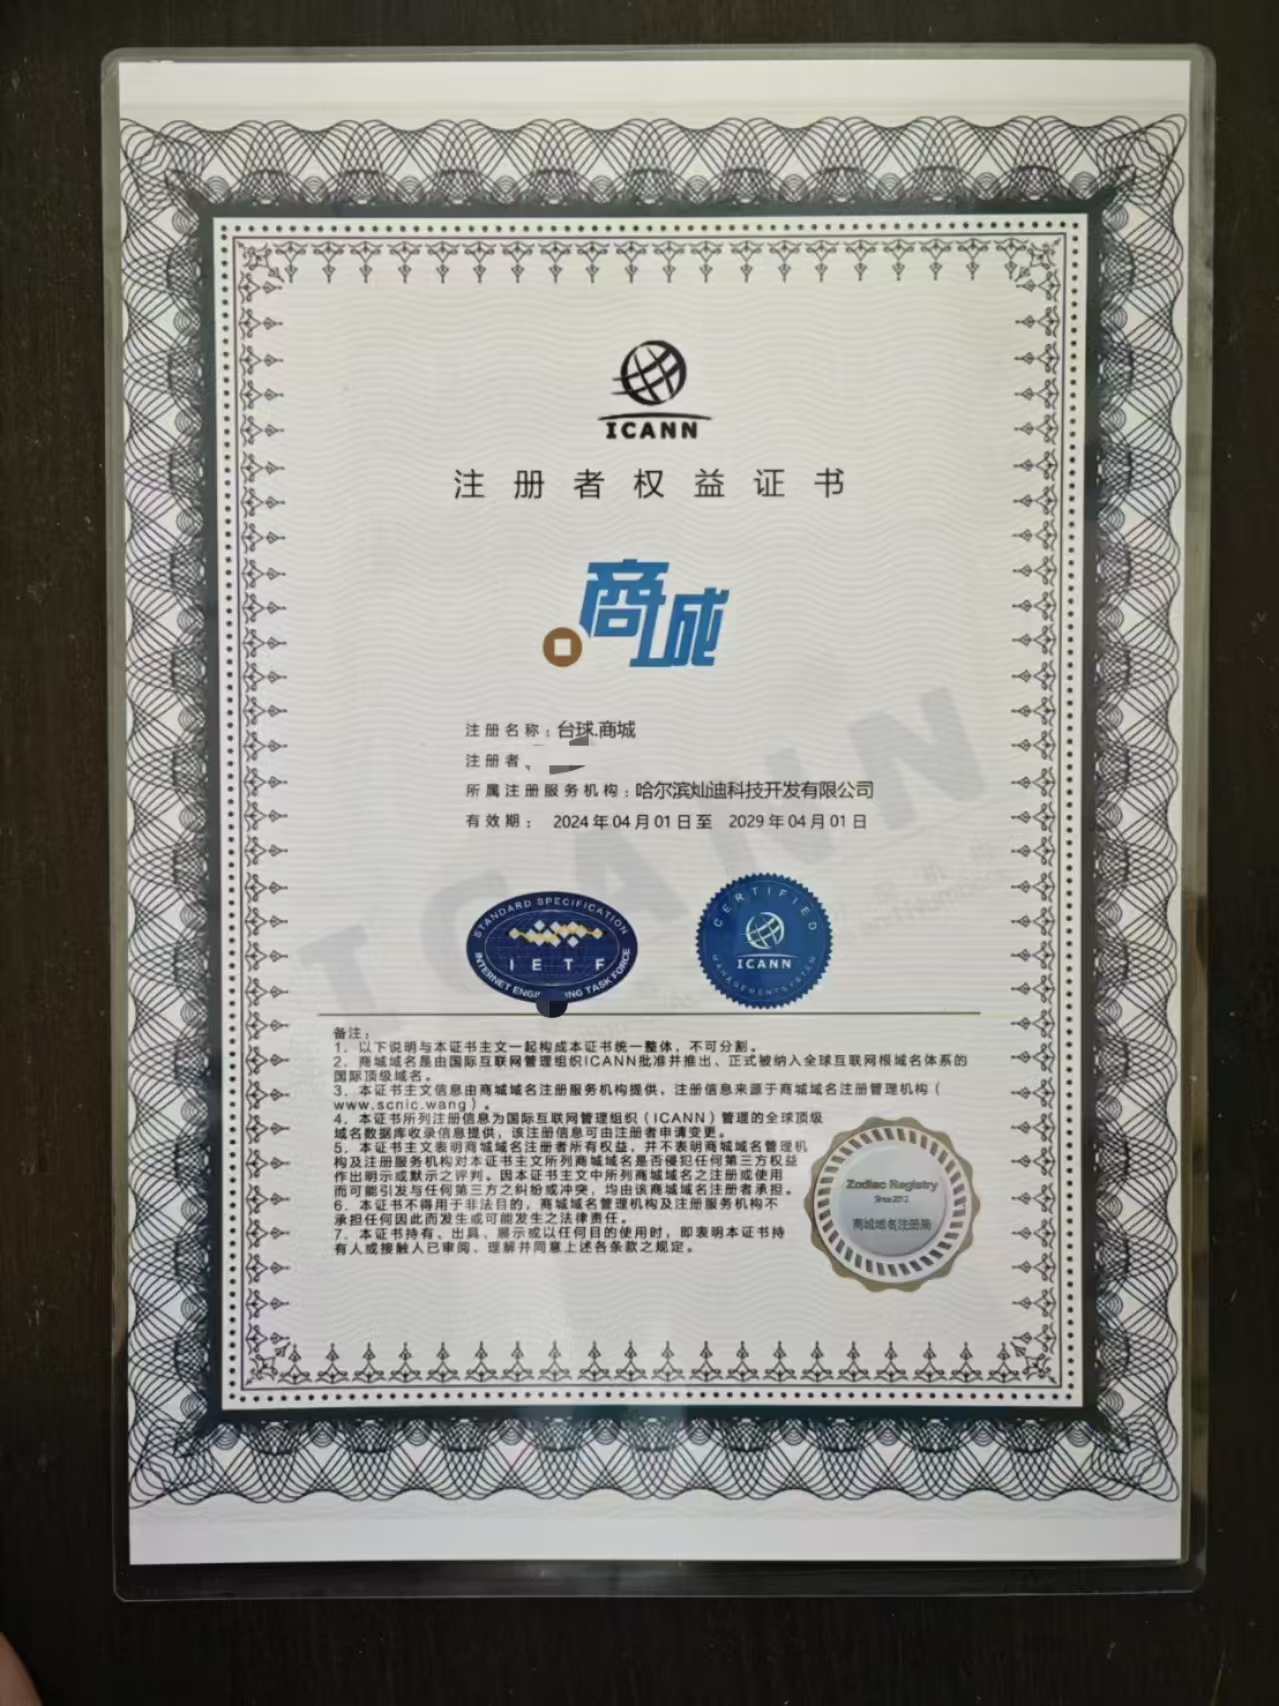 ICANN
注册者权益证书
商城
注册名称：台球.商城
注册者
所属注册服务机构：哈尔滨灿迪科技开发有限公司
有效期： 2024年04月01日至 2029年04月01日
ICANN
STANDARD SPECIFICATION
IETF
INTERNET ENGI ING TASK FORCE
CERTIFIED
ICANN
MANAGEMENT SYSTEM
备注：
1、以下说明与本证书主文一起构成本证书统一整体，不可分割。
2、商城域名是由国际互联网管理组织ICANN批准并推出、正式被纳入全球互联网根域名体系的
国际顶级域名。
3、本证书主文信息由商城域名注册服务机构提供，注册信息来源于商城域名注册管理机构（
www.scnic.wang）。
4、本证书所列注册信息为国际互联网管理组织（ICANN）管理的全球顶级
域名数据库收录信息提供，该注册信息可由注册者申请变更。
5、本证书主文表明商城域名注册者所有权益，并不表明商城域名管理机
构及注册服务机构对本证书主文所列商城域名是否侵犯任何第三方权益
作出明示或默示之评判。因本证书主文中所列商城域名之注册或使用
而可能引发与任何第三方之纠纷或冲突，均由该商城域名注册者承担。
6、本证书不得用于非法目的，商城域名管理机构及注册服务机构不
承担任何因此而发生或可能发生之法律责任。
7、本证书持有、出具、展示或以任何目的使用时，即表明本证书持
有人或接触人已审阅、理解并同意上述各条款之规定。
Zodiac Registry
Since 2012
商城域名注册局